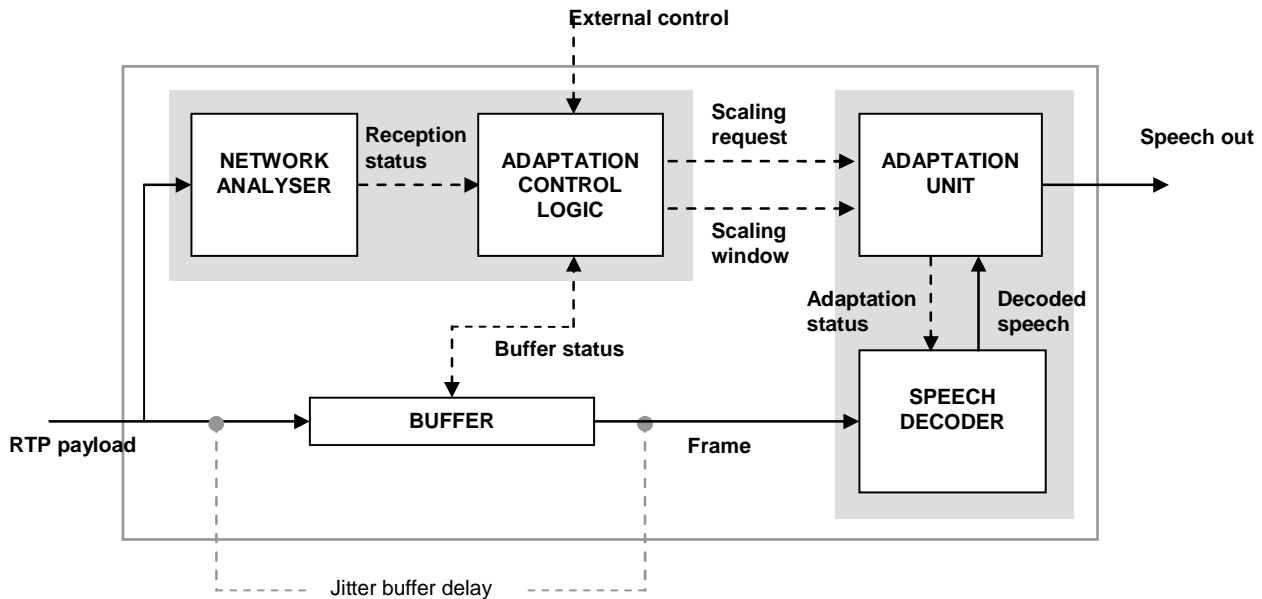 External control
NETWORK
ANALYSER
Reception
status
ADAPTATION
CONTROL
LOGIC
Scaling
request
Scaling
window
ADAPTATION
UNIT
Speech out
Adaptation
status
Decoded
speech
Buffer status
BUFFER
SPEECH
DECODER
RTP payload
Frame
Jitter buffer delay